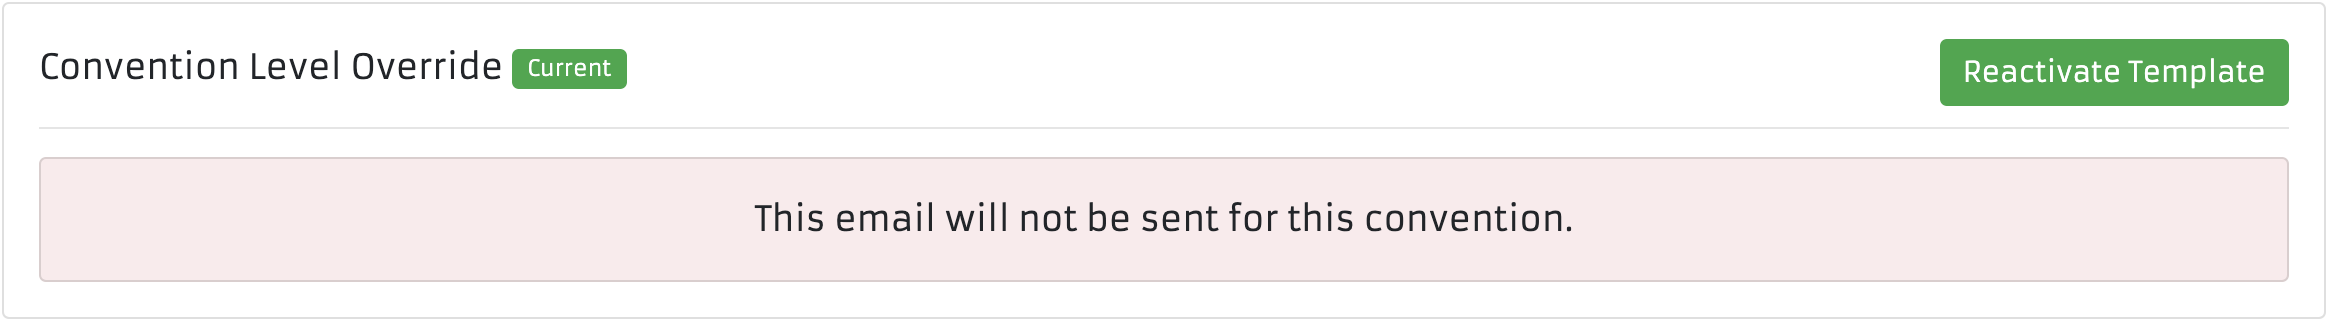 Convention Level Override Current
Reactivate Template
This email will not be sent for this convention.